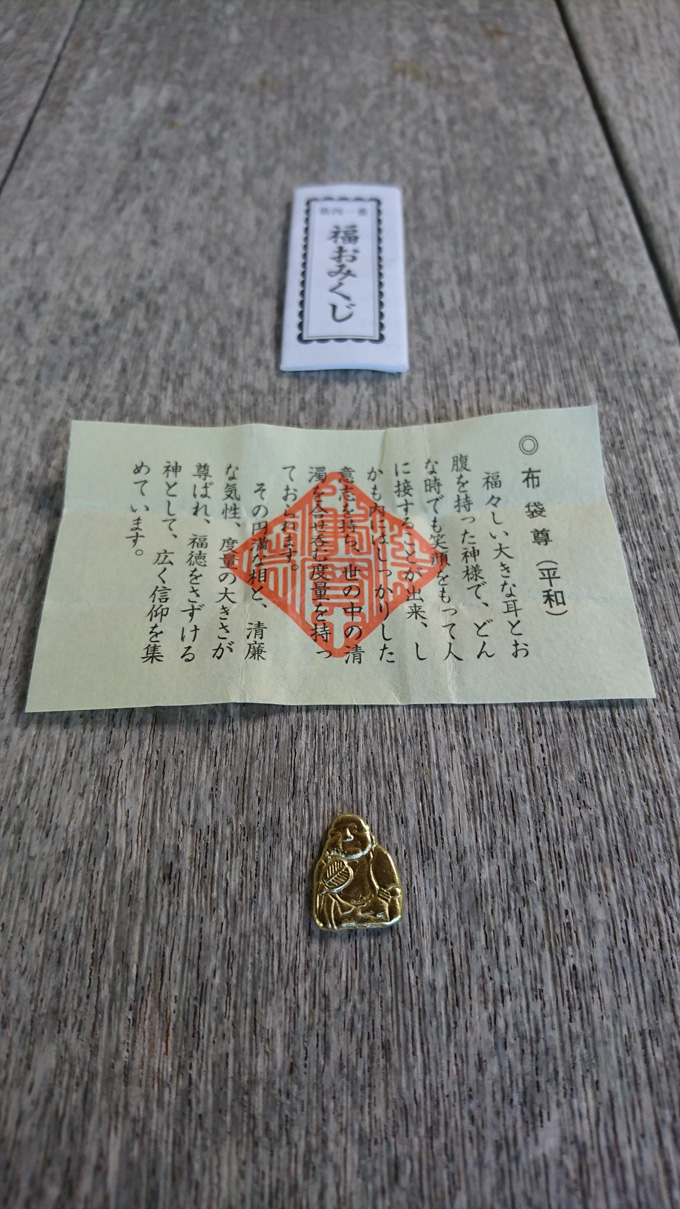 第四一番
福おみくじ
◎布袋尊（平和）
福々しい大きな耳とお
腹を持った神様で、どん
な時でも笑顔をもって人
に接することが出来、し
かも内にはしっかりした
意志を持ち、世の中の清
濁を合せ呑む度量を持っ
ておられます。
その円満な相と、清廉
な気性、度量の大きさが
尊ばれ、福徳をさずける
神として、広く信仰を集
めています。